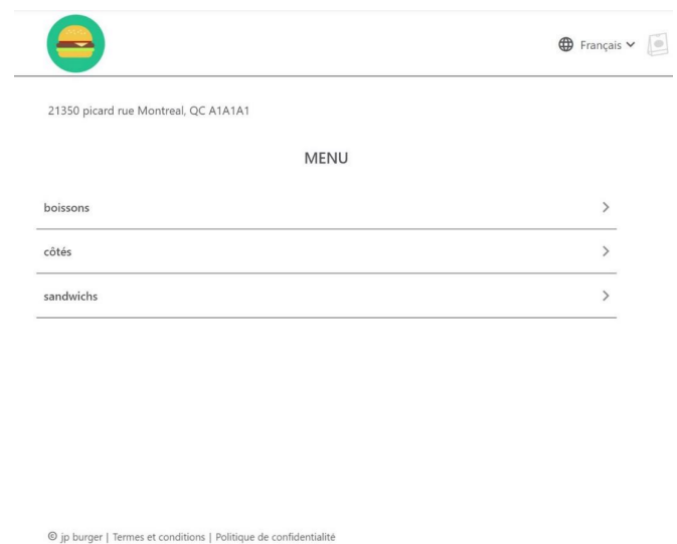 Français
21350 picard rue Montreal, QC A1A1A1
MENU
boissons
côtés
sandwichs
© jp burger | Termes et conditions | Politique de confidentialité